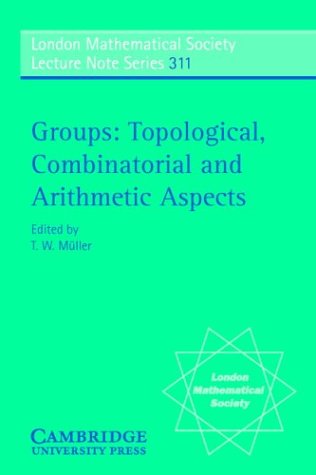 London Mathematical Society
Lecture Note Series 311
Groups: Topological,
Combinatorial and
Arithmetic Aspects
Edited by
T. W. Müller
London
Mathematical
Society
CAMBRIDGE
UNIVERSITY PRESS